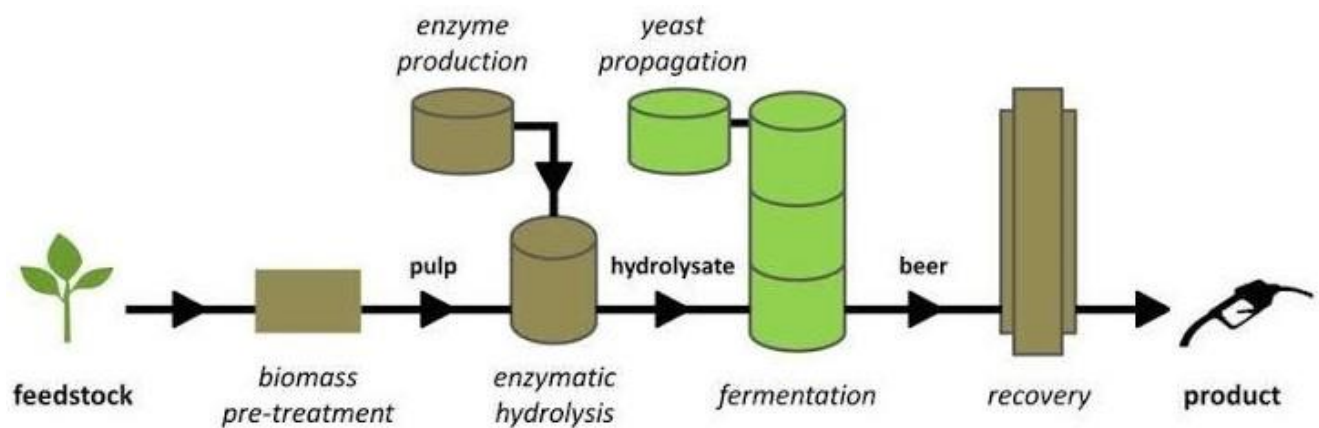 enzyme
production
yeast
propagation
pulp
hydrolysate
beer
feedstock
biomass
pre-treatment
enzymatic
hydrolysis
fermentation
recovery
product